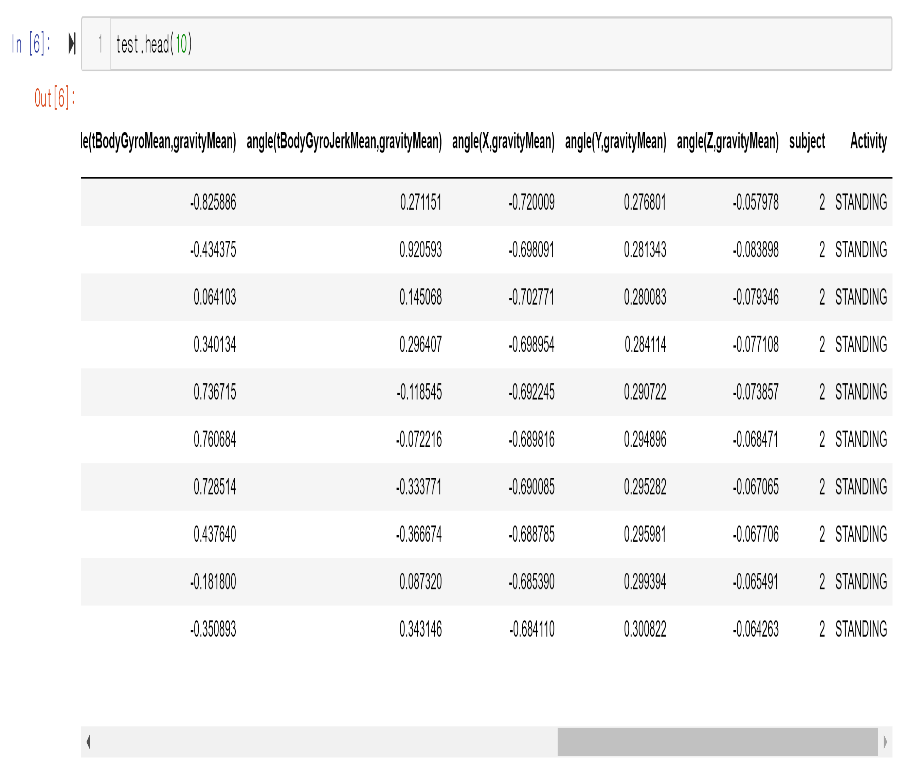 In [6]: 1 test.head(10)
Out[6]:
le(tBodyGyroMean,gravityMean) angle(tBodyGyroJerkMean,gravityMean) angle(X,gravityMean) angle(Y,gravityMean) angle(Z,gravityMean) subject Activity
-0.825886 0.271151 -0.720009 0.276801 -0.057978 2 STANDING
-0.434375 0.920593 -0.698091 0.281343 -0.083898 2 STANDING
0.064103 0.145068 -0.702771 0.280083 -0.079346 2 STANDING
0.340134 0.296407 -0.698954 0.284114 -0.077108 2 STANDING
0.736715 -0.118545 -0.692245 0.290722 -0.073857 2 STANDING
0.760684 -0.072216 -0.689816 0.294896 -0.068471 2 STANDING
0.728514 -0.333771 -0.690085 0.295282 -0.067065 2 STANDING
0.437640 -0.366674 -0.688785 0.295981 -0.067706 2 STANDING
-0.181800 0.087320 -0.685390 0.299394 -0.065491 2 STANDING
-0.350893 0.343146 -0.684110 0.300822 -0.064263 2 STANDING